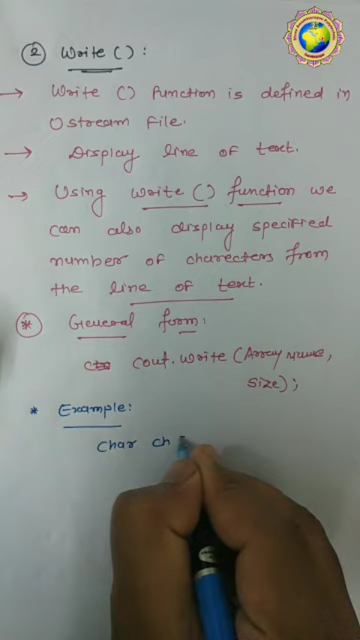 ② Write () :
→ Write () function is defined in
Ostream file.
→ Display line of text.
→ Using write () function we
can also display specified
number of charecters from
the line of text.
* General form:
cout.write (Array name,
size);
* Example:
char ch